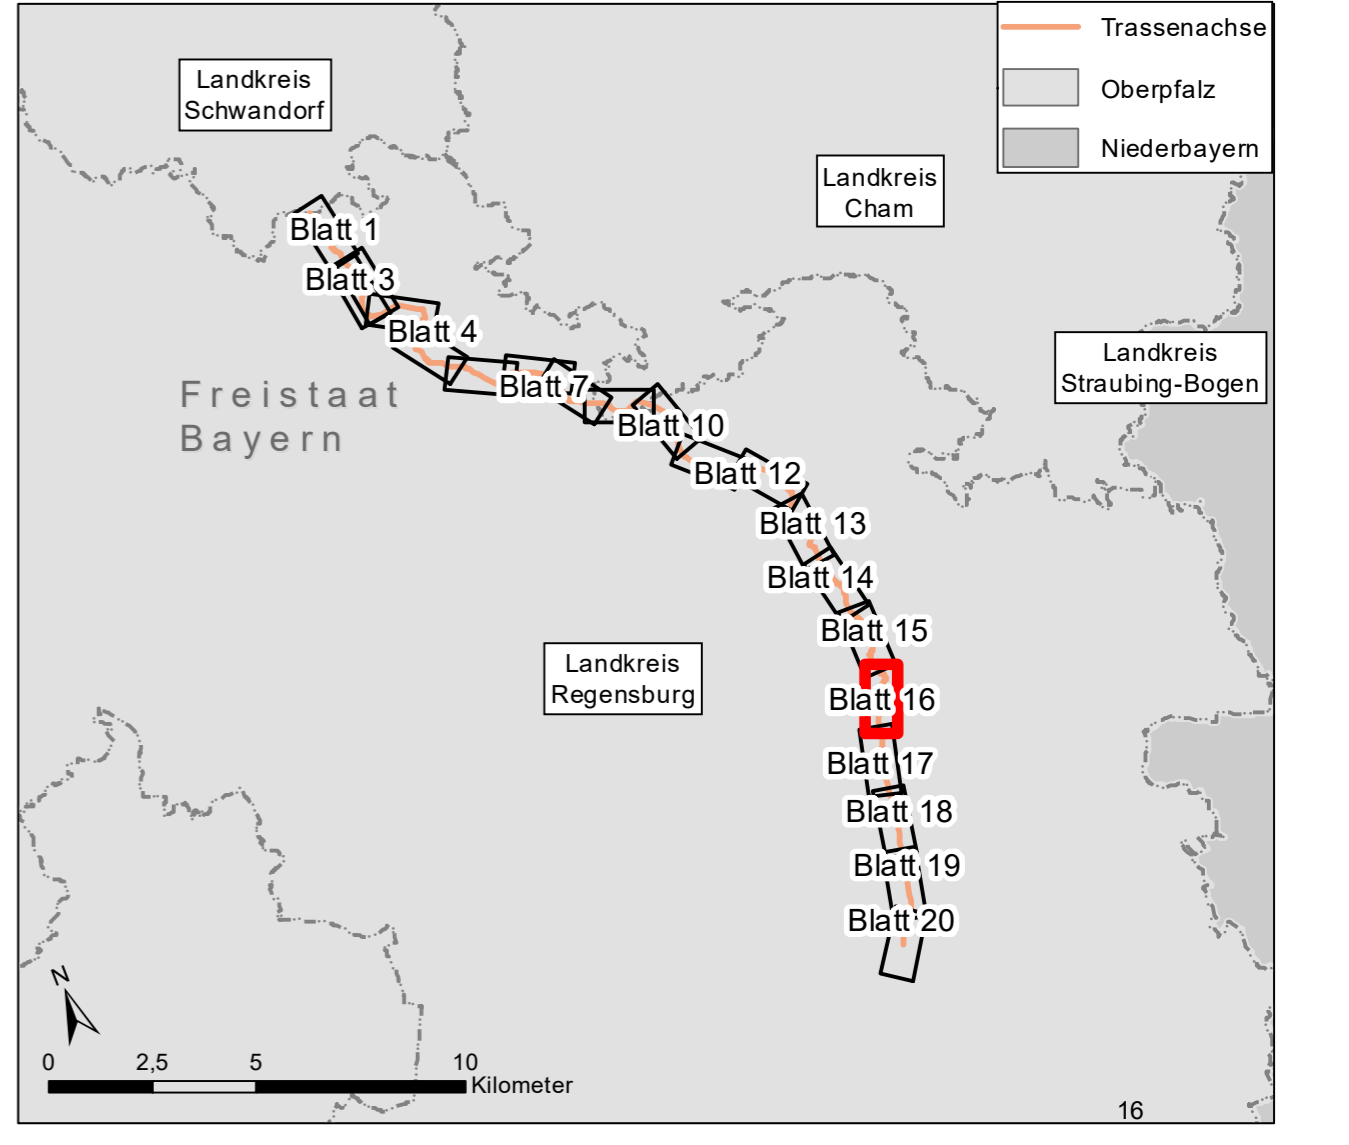 Trassenachse
Oberpfalz
Niederbayern
Landkreis
Schwandorf
Landkreis
Cham
Landkreis
Straubing-Bogen
Freistaat
Bayern
Landkreis
Regensburg
Blatt 1
Blatt 3
Blatt 4
Blatt 7
Blatt 10
Blatt 12
Blatt 13
Blatt 14
Blatt 15
Blatt 16
Blatt 17
Blatt 18
Blatt 19
Blatt 20
N
0 2,5 5 10
Kilometer
16